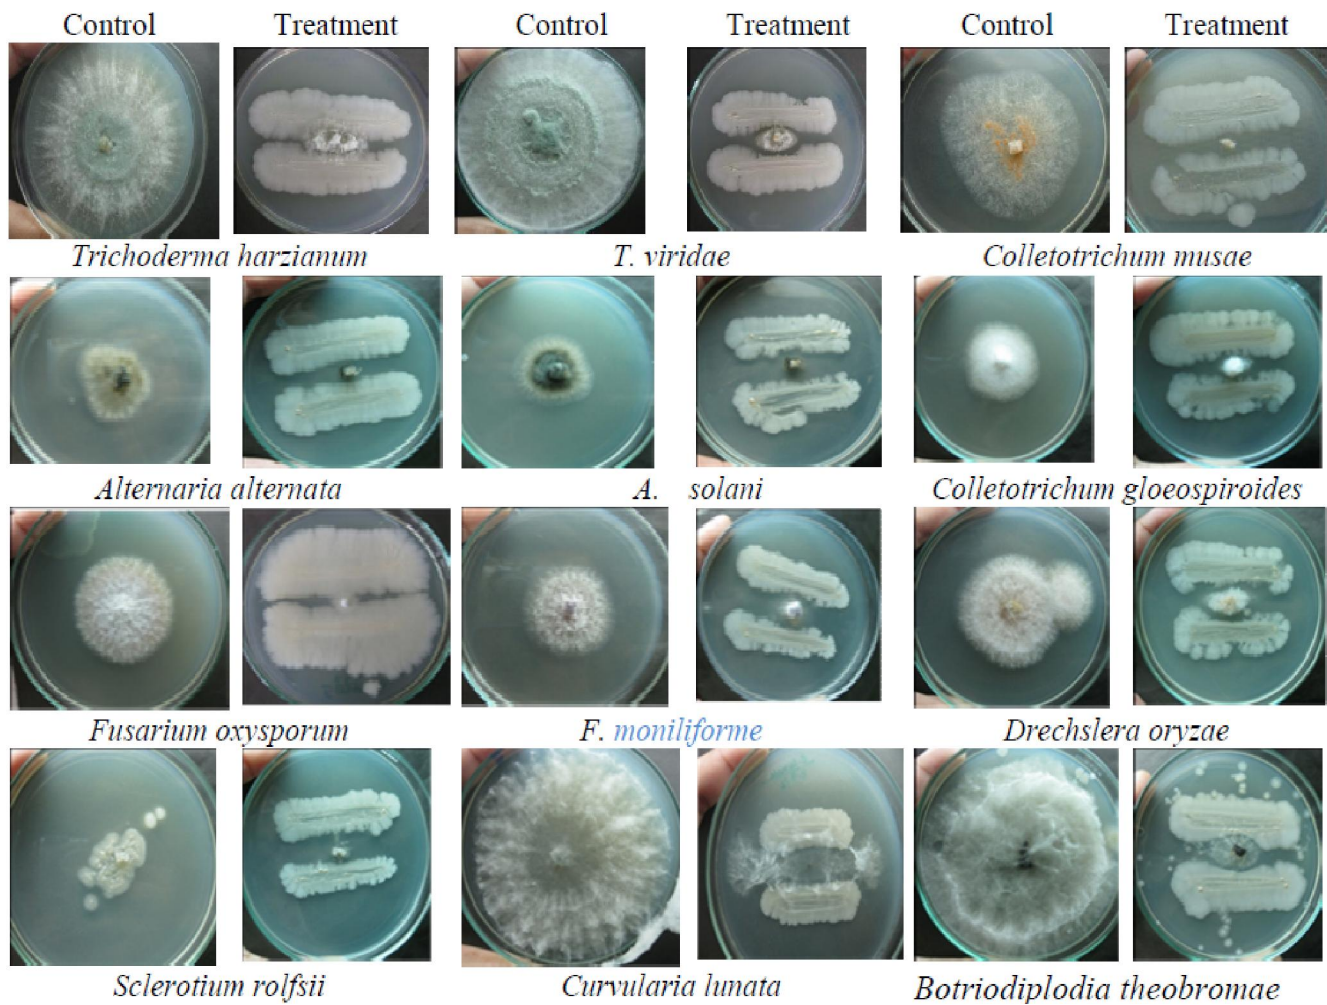 Control Treatment Control Treatment Control Treatment
Trichoderma harzianum T. viridae Colletotrichum musae
Alternaria alternata A. solani Colletotrichum gloeospiroides
Fusarium oxysporum F. moniliforme Drechslera oryzae
Sclerotium rolfsii Curvularia lunata Botriodiplodia theobromae